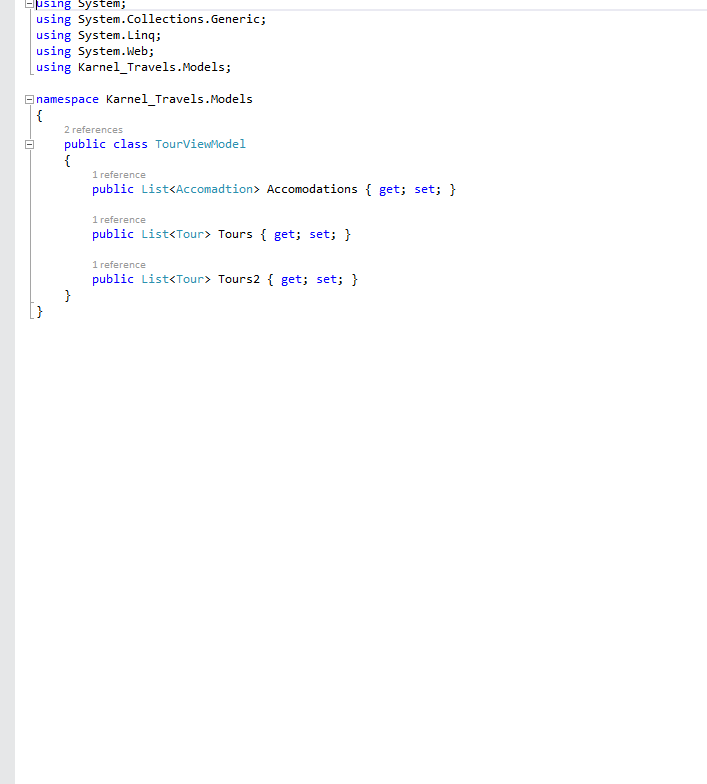 using System;
using System.Collections.Generic;
using System.Linq;
using System.Web;
using Karnel_Travels.Models;
namespace Karnel_Travels.Models
{
2 references
public class TourViewModel
{
1 reference
public List<Accomadtion> Accomodations { get; set; }
1 reference
public List<Tour> Tours { get; set; }
1 reference
public List<Tour> Tours2 { get; set; }
}
}